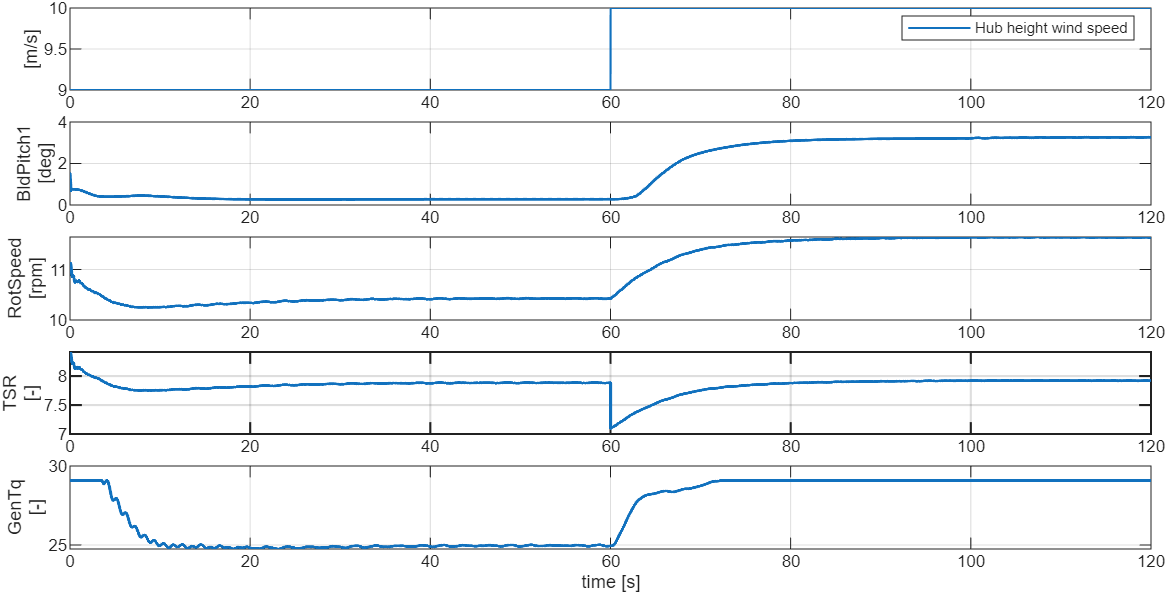 10
9.5
9
[m/s]
Hub height wind speed
0 20 40 60 80 100 120
4
2
0
BldPitch1
[deg]
0 20 40 60 80 100 120
11
10
RotSpeed
[rpm]
0 20 40 60 80 100 120
8
7.5
7
TSR
[-]
0 20 40 60 80 100 120
30
25
GenTq
[-]
0 20 40 60 80 100 120
time [s]